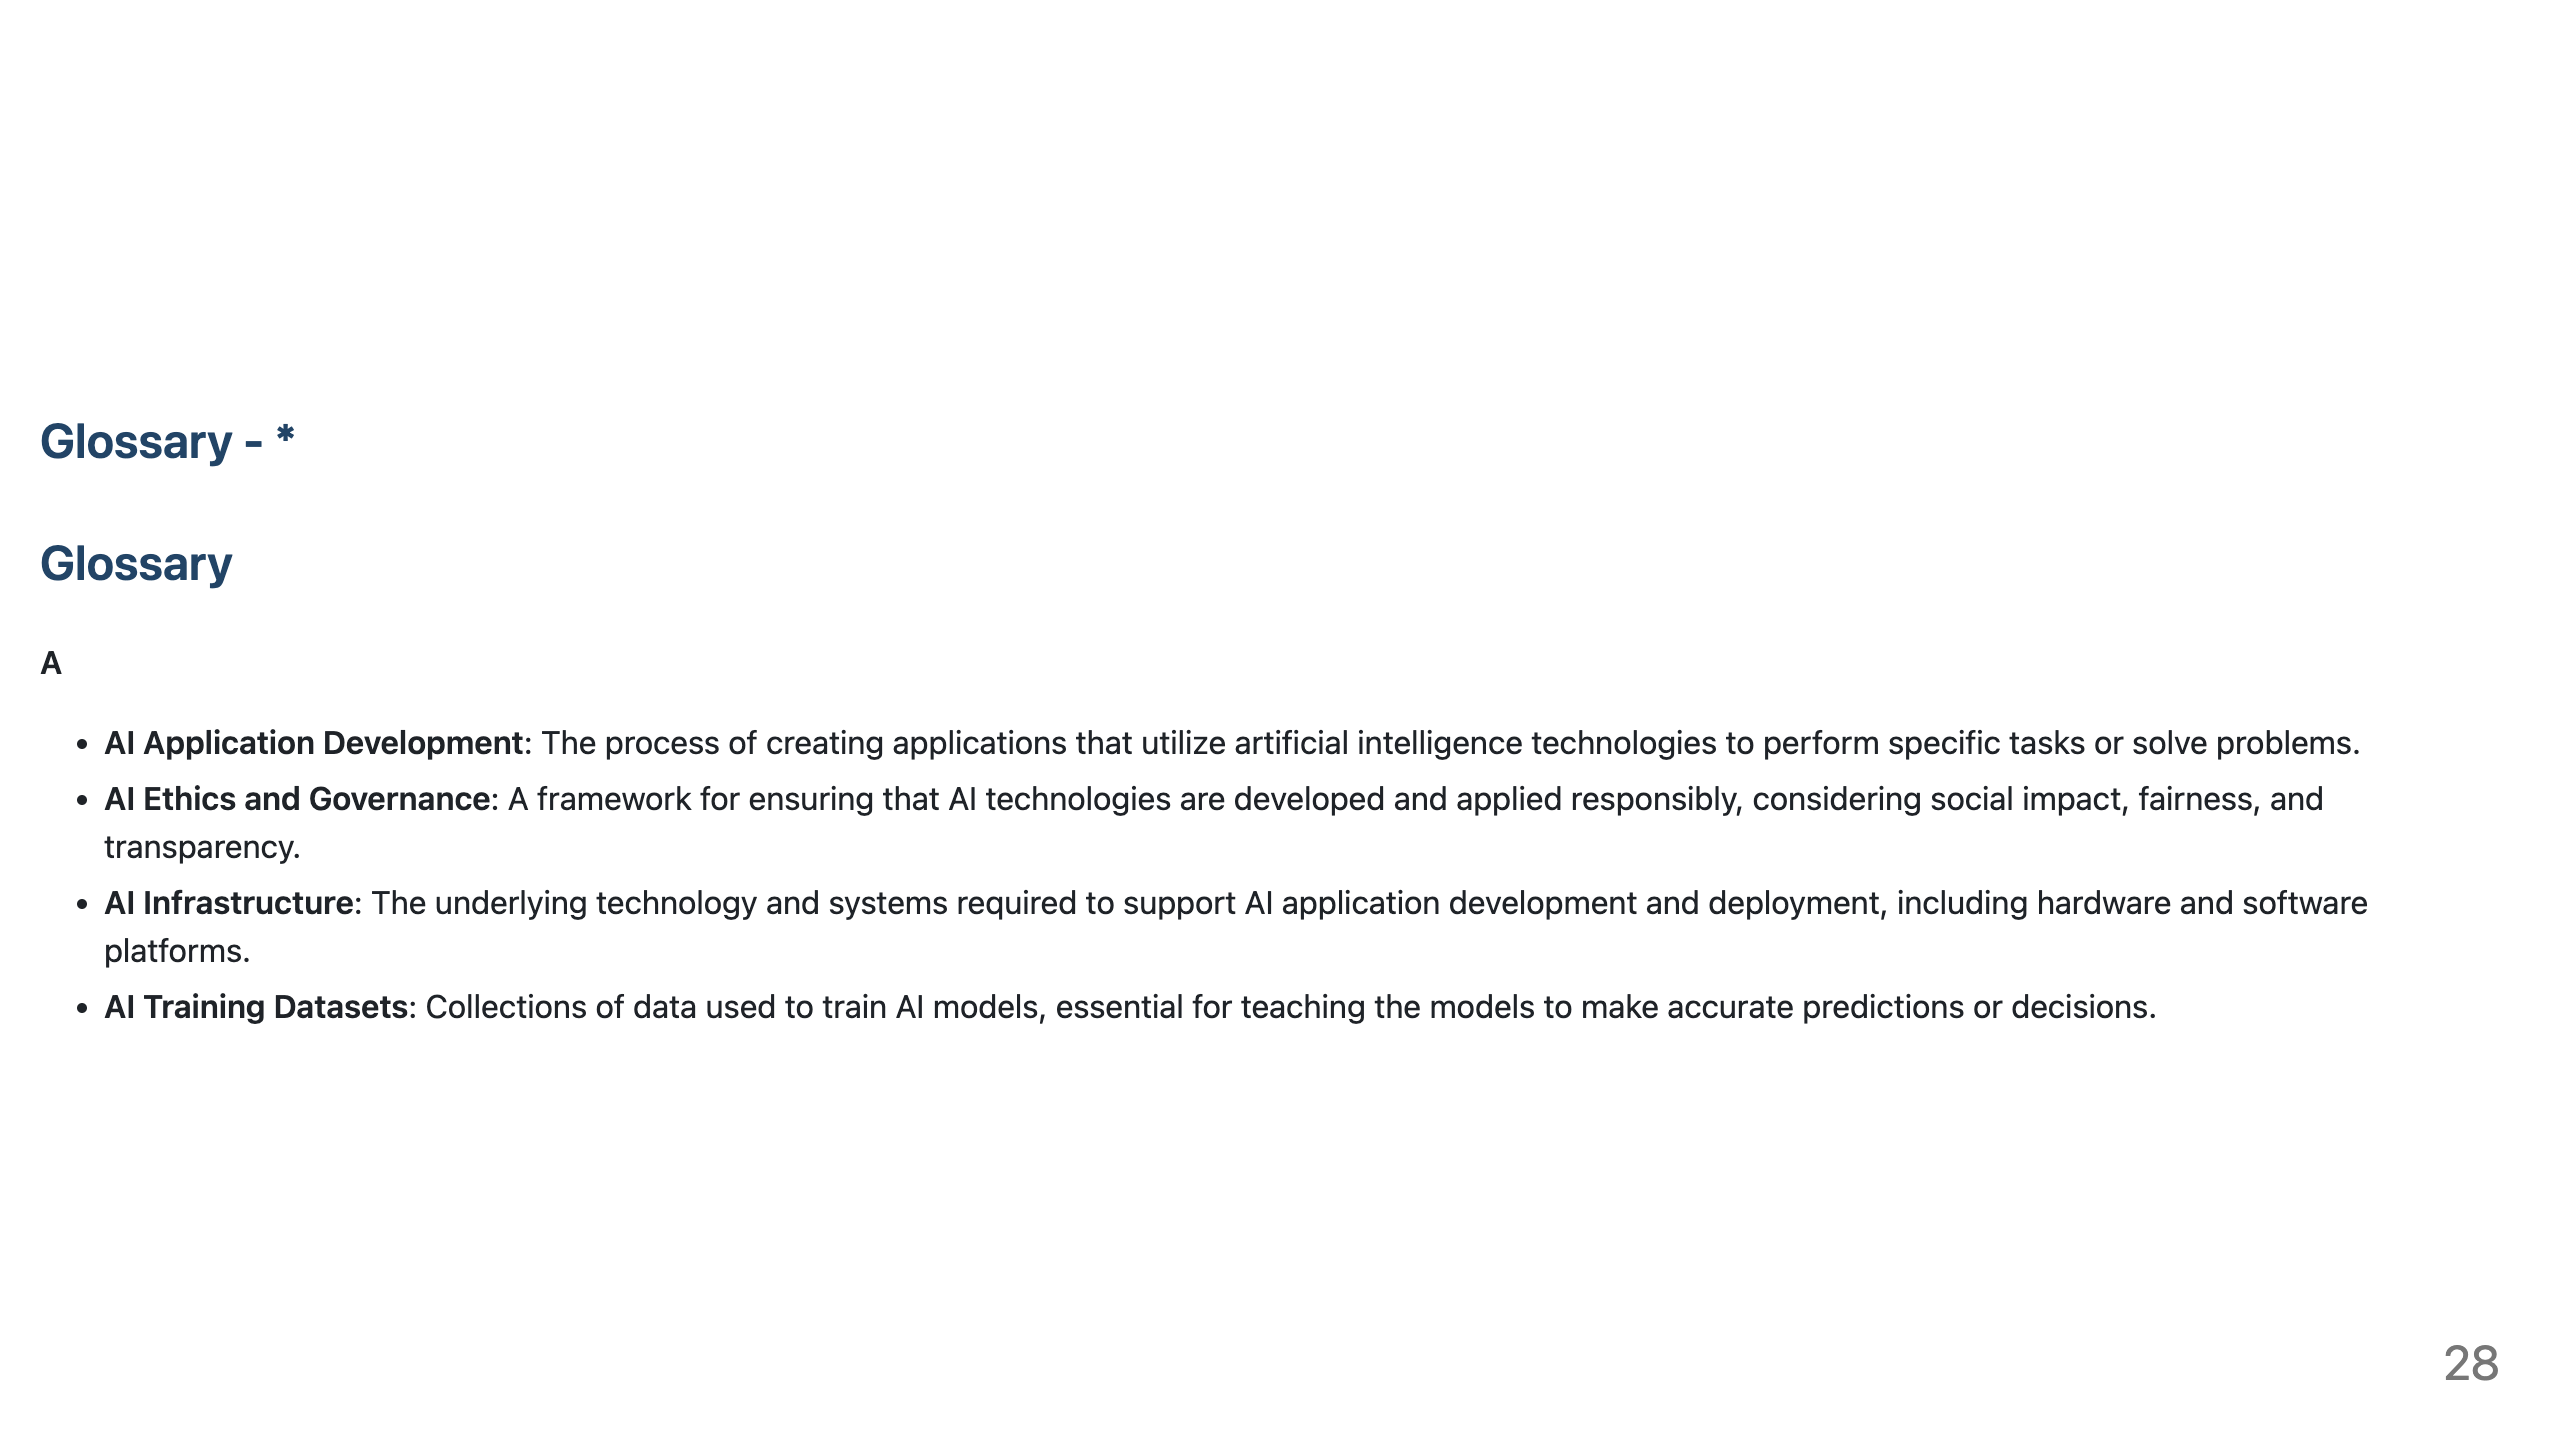 Glossary - *
Glossary
A
• AI Application Development: The process of creating applications that utilize artificial intelligence technologies to perform specific tasks or solve problems.
• AI Ethics and Governance: A framework for ensuring that AI technologies are developed and applied responsibly, considering social impact, fairness, and
transparency.
• AI Infrastructure: The underlying technology and systems required to support AI application development and deployment, including hardware and software
platforms.
• AI Training Datasets: Collections of data used to train AI models, essential for teaching the models to make accurate predictions or decisions.
28